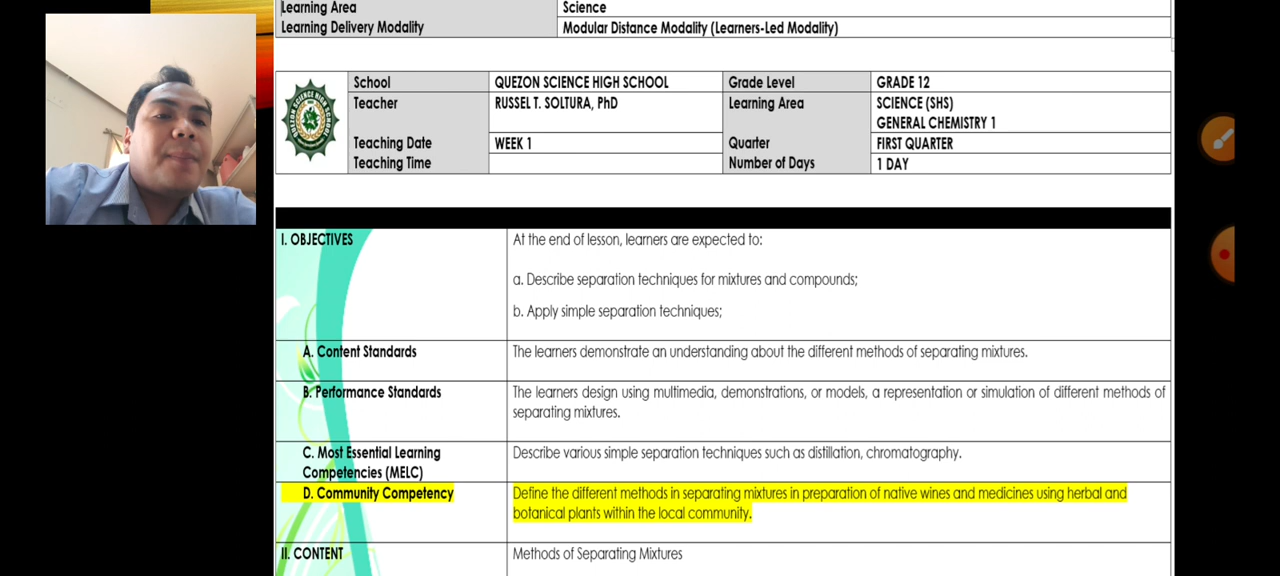 Learning Area Science
Learning Delivery Modality Modular Distance Modality (Learners-Led Modality)
School QUEZON SCIENCE HIGH SCHOOL Grade Level GRADE 12
Teacher RUSSEL T. SOLTURA, PhD Learning Area SCIENCE (SHS)
GENERAL CHEMISTRY 1
Teaching Date WEEK 1 Quarter FIRST QUARTER
Teaching Time Number of Days 1 DAY
QUEZON SCIENCE HIGH SCHOOL
I. OBJECTIVES At the end of lesson, learners are expected to:
a. Describe separation techniques for mixtures and compounds;
b. Apply simple separation techniques;
A. Content Standards The learners demonstrate an understanding about the different methods of separating mixtures.
B. Performance Standards The learners design using multimedia, demonstrations, or models, a representation or simulation of different methods of
separating mixtures.
C. Most Essential Learning Describe various simple separation techniques such as distillation, chromatography.
Competencies (MELC)
D. Community Competency Define the different methods in separating mixtures in preparation of native wines and medicines using herbal and
botanical plants within the local community.
II. CONTENT Methods of Separating Mixtures